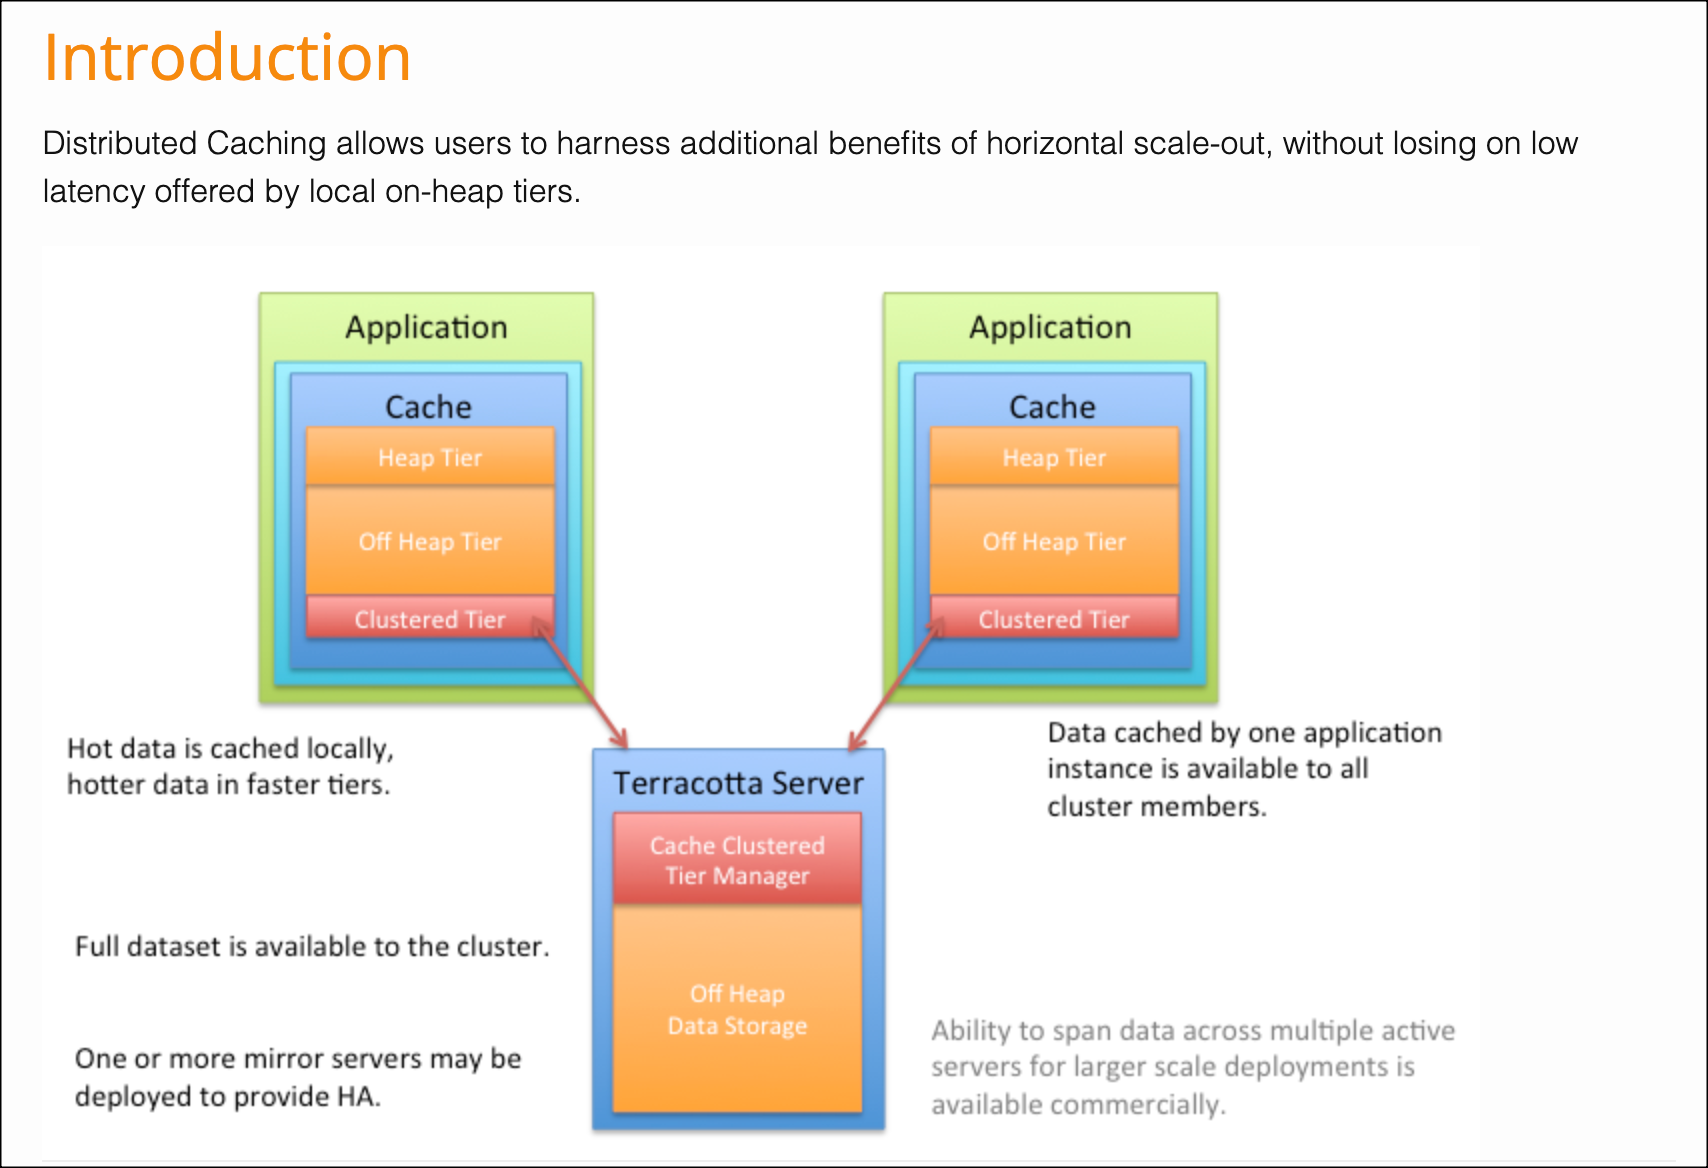 Introduction
Distributed Caching allows users to harness additional benefits of horizontal scale-out, without losing on low
latency offered by local on-heap tiers.
Application
Cache
Heap Tier
Off Heap Tier
Clustered Tier
Application
Cache
Heap Tier
Off Heap Tier
Clustered Tier
Hot data is cached locally,
hotter data in faster tiers.
Data cached by one application
instance is available to all
cluster members.
Terracotta Server
Cache Clustered
Tier Manager
Off Heap
Data Storage
Full dataset is available to the cluster.
One or more mirror servers may be
deployed to provide HA.
Ability to span data across multiple active
servers for larger scale deployments is
available commercially.